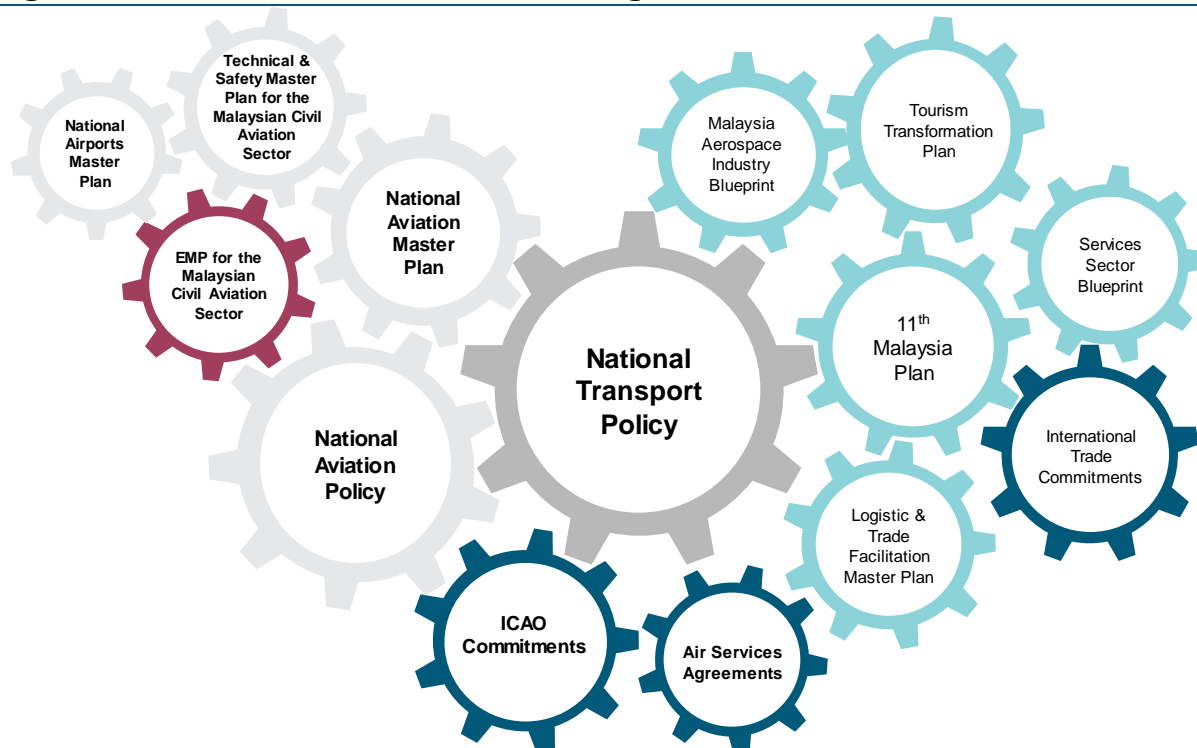 Technical &
Safety Master
Plan for the
Malaysian Civil
Aviation
Sector
National
Airports
Master
Plan
National
Aviation
Master
Plan
EMP for the
Malaysian
Civil Aviation
Sector
National
Aviation
Policy
National
Transport
Policy
Malaysia
Aerospace
Industry
Blueprint
Tourism
Transformation
Plan
Services
Sector
Blueprint
11th
Malaysia
Plan
International
Trade
Commitments
Logistic &
Trade
Facilitation
Master Plan
ICAO
Commitments
Air Services
Agreements